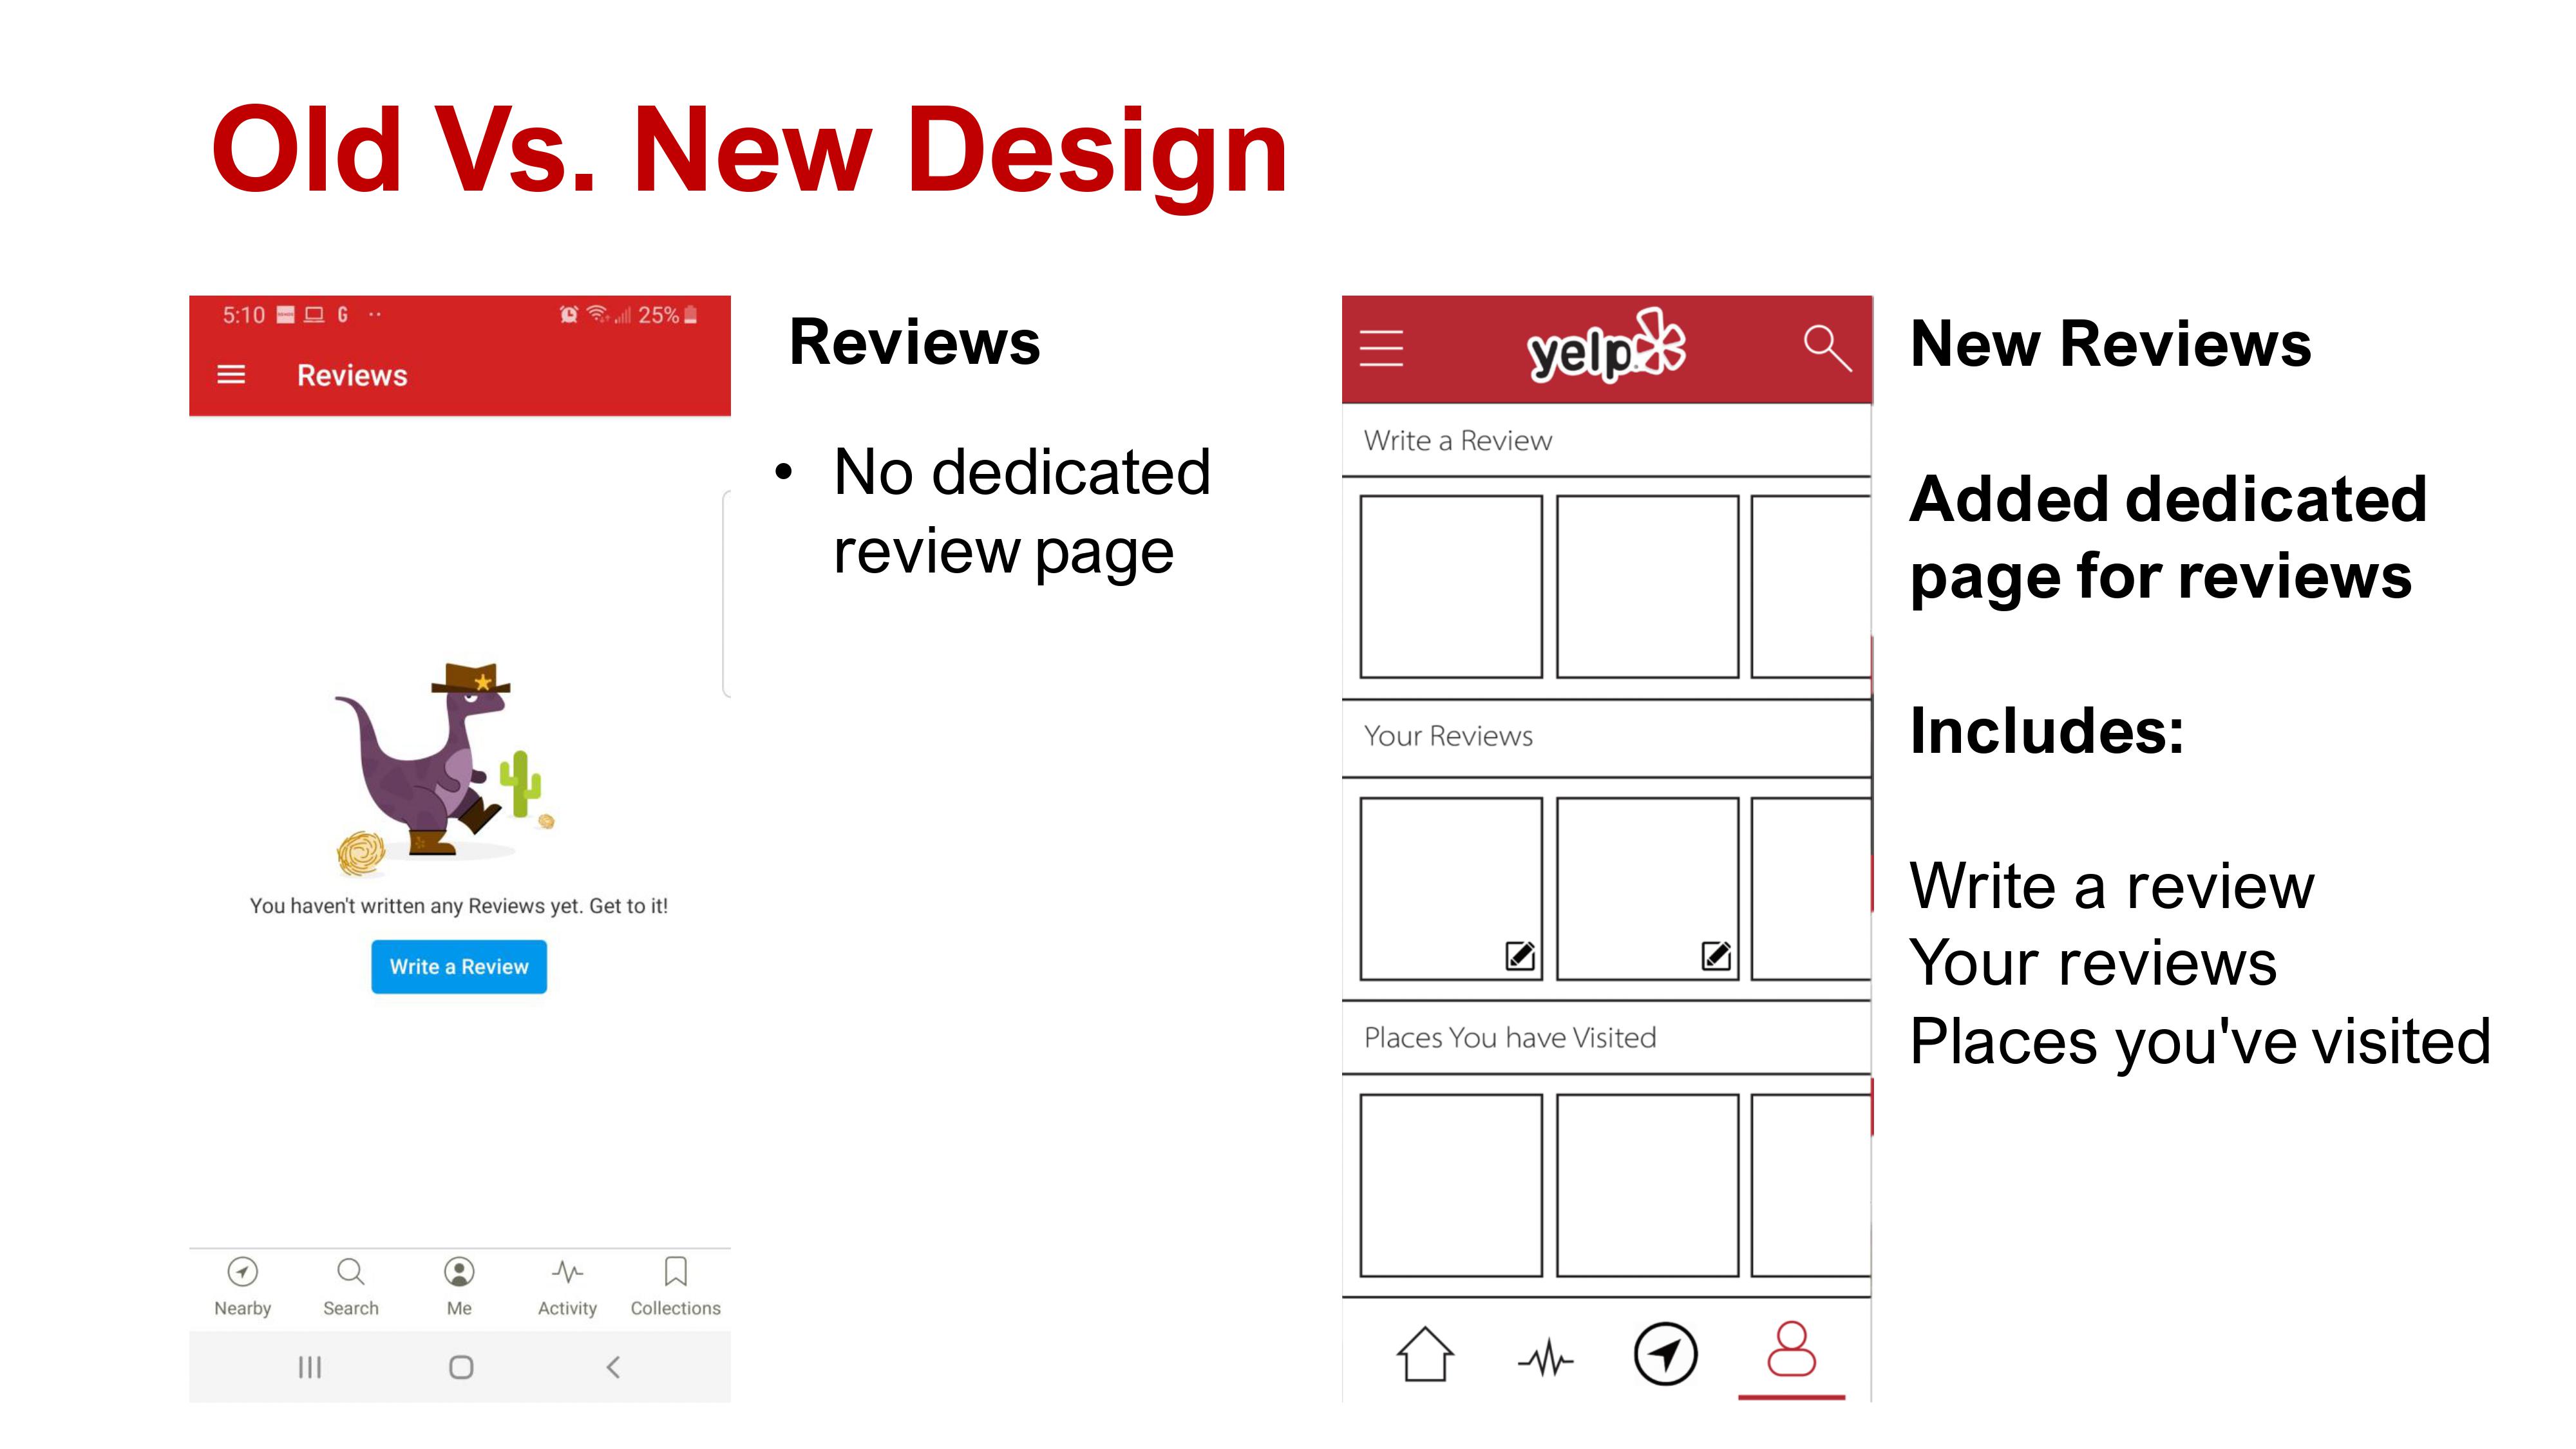 Old Vs. New Design
5:10 G 25%
Reviews
You haven't written any Reviews yet. Get to it!
Write a Review
Nearby Search Me Activity Collections
Reviews
• No dedicated
review page
yelp
Write a Review
Your Reviews
Places You have Visited
New Reviews
Added dedicated
page for reviews
Includes:
Write a review
Your reviews
Places you've visited